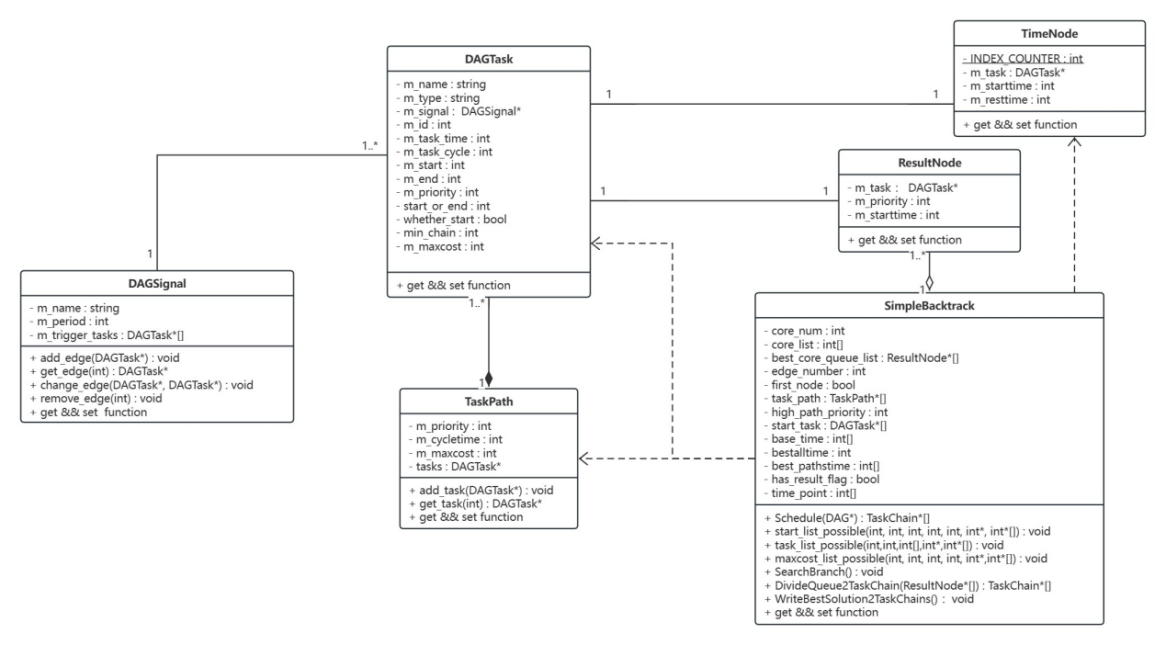 TimeNode
- INDEX_COUNTER : int
- m_task : DAGTask*
- m_starttime : int
- m_resttime : int
+ get && set function
DAGTask
- m_name : string
- m_type : string
- m_signal : DAGSignal*
- m_id : int
- m_task_time : int
- m_task_cycle : int
- m_start : int
- m_end : int
- m_priority : int
- start_or_end : int
- whether_start : bool
- min_chain : int
- m_maxcost : int
+ get && set function
1
1
1..*
1
1
1
ResultNode
- m_task : DAGTask*
- m_priority : int
- m_starttime : int
+ get && set function
1..*
1
DAGSignal
- m_name : string
- m_period : int
- m_trigger_tasks : DAGTask*[]
+ add_edge(DAGTask*) : void
+ get_edge(int) : DAGTask*
+ change_edge(DAGTask*, DAGTask*) : void
+ remove_edge(int) : void
+ get && set function
1..*
1
TaskPath
- m_priority : int
- m_cycletime : int
- m_maxcost : int
- tasks : DAGTask*
+ add_task(DAGTask*) : void
+ get_task(int) : DAGTask*
+ get && set function
SimpleBacktrack
- core_num : int
- core_list : int[]
- best_core_queue_list : ResultNode*[]
- edge_number : int
- first_node : bool
- task_path : TaskPath*[]
- high_path_priority : int
- start_task : DAGTask*[]
- base_time : int[]
- bestalltime : int
- best_pathstime : int[]
- has_result_flag : bool
- time_point : int[]
+ Schedule(DAG*) : TaskChain*[]
+ start_list_possible(int, int, int, int, int, int*, int*[]) : void
+ task_list_possible(int,int,int[],int*,int*[]) : void
+ maxcost_list_possible(int, int, int, int, int*,int*[]) : void
+ SearchBranch() : void
+ DivideQueue2TaskChain(ResultNode*[]) : TaskChain*[]
+ WriteBestSolution2TaskChains() : void
+ get && set function